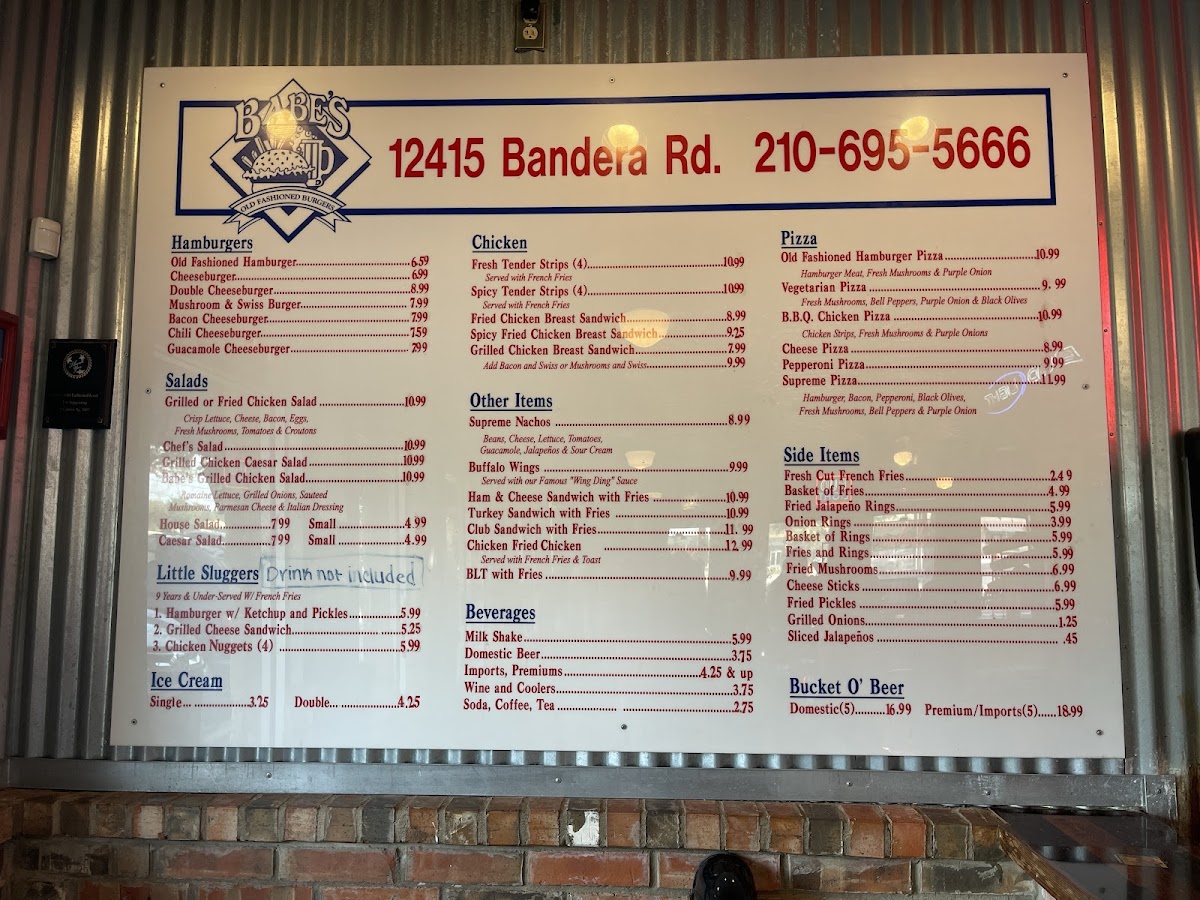 BABE'S
OLD FASHIONED BURGERS
12415 Bandera Rd. 210-695-5666
Hamburgers
Old Fashioned Hamburger 6.59
Cheeseburger 6.99
Double Cheeseburger 8.99
Mushroom & Swiss Burger 7.99
Bacon Cheeseburger 7.99
Chili Cheeseburger 7.59
Guacamole Cheeseburger 7.99
Salads
Grilled or Fried Chicken Salad 10.99
Crisp Lettuce, Cheese, Bacon, Eggs,
Fresh Mushrooms, Tomatoes & Croutons
Chef's Salad 10.99
Grilled Chicken Caesar Salad 10.99
Babe's Grilled Chicken Salad 10.99
Romaine Lettuce, Grilled Onions, Sauteed
Mushrooms, Parmesan Cheese & Italian Dressing
House Salad 7.99 Small 4.99
Caesar Salad 7.99 Small 4.99
Little Sluggers Drink not included
9 Years & Under-Served W/ French Fries
1. Hamburger w/ Ketchup and Pickles 5.99
2. Grilled Cheese Sandwich 5.25
3. Chicken Nuggets (4) 5.99
Ice Cream
Single 3.25 Double 4.25
Chicken
Fresh Tender Strips (4) 10.99
Served with French Fries
Spicy Tender Strips (4) 10.99
Served with French Fries
Fried Chicken Breast Sandwich 8.99
Spicy Fried Chicken Breast Sandwich 9.25
Grilled Chicken Breast Sandwich 7.99
Add Bacon and Swiss or Mushrooms and Swiss 9.99
Other Items
Supreme Nachos 8.99
Beans, Cheese, Lettuce, Tomatoes,
Guacamole, Jalapeños & Sour Cream
Buffalo Wings 9.99
Served with our Famous "Wing Ding" Sauce
Ham & Cheese Sandwich with Fries 10.99
Turkey Sandwich with Fries 10.99
Club Sandwich with Fries 11.99
Chicken Fried Chicken 12.99
Served with French Fries & Toast
BLT with Fries 9.99
Beverages
Milk Shake 5.99
Domestic Beer 3.75
Imports, Premiums 4.25 & up
Wine and Coolers 3.75
Soda, Coffee, Tea 2.75
Pizza
Old Fashioned Hamburger Pizza 10.99
Hamburger Meat, Fresh Mushrooms & Purple Onion
Vegetarian Pizza 9.99
Fresh Mushrooms, Bell Peppers, Purple Onion & Black Olives
B.B.Q. Chicken Pizza 10.99
Chicken Strips, Fresh Mushrooms & Purple Onions
Cheese Pizza 8.99
Pepperoni Pizza 9.99
Supreme Pizza 11.99
Hamburger, Bacon, Pepperoni, Black Olives,
Fresh Mushrooms, Bell Peppers & Purple Onion
Side Items
Fresh Cut French Fries 2.49
Basket of Fries 4.99
Fried Jalapeño Rings 5.99
Onion Rings 3.99
Basket of Rings 5.99
Fries and Rings 5.99
Fried Mushrooms 6.99
Cheese Sticks 6.99
Fried Pickles 5.99
Grilled Onions 1.25
Sliced Jalapeños .45
Bucket O' Beer
Domestic(5) 16.99 Premium/Imports(5) 18.99